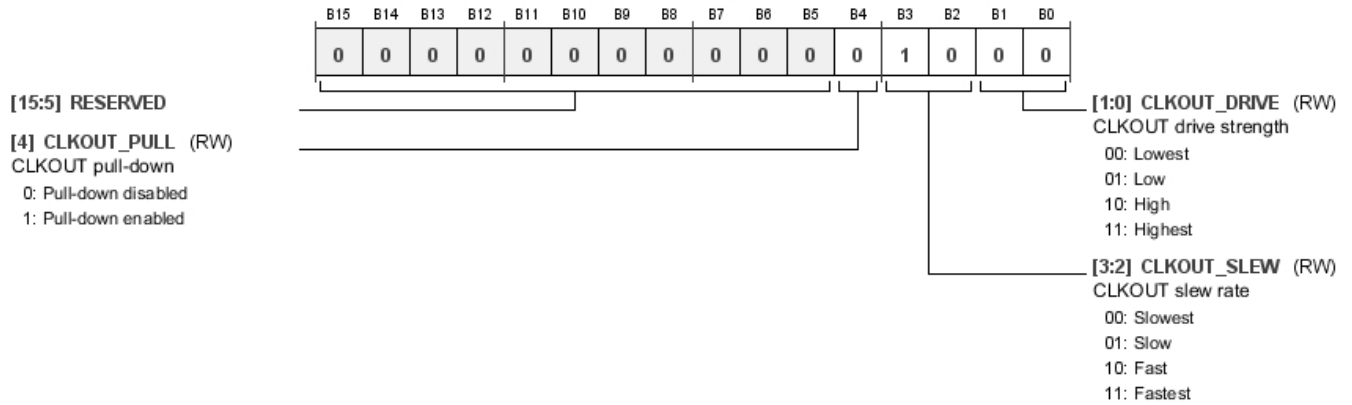 B15 B14 B13 B12 B11 B10 B9 B8 B7 B6 B5 B4 B3 B2 B1 B0
0 0 0 0 0 0 0 0 0 0 0 0 1 0 0 0
[15:5] RESERVED
[4] CLKOUT_PULL (RW)
CLKOUT pull-down
0: Pull-down disabled
1: Pull-down enabled
[1:0] CLKOUT_DRIVE (RW)
CLKOUT drive strength
00: Lowest
01: Low
10: High
11: Highest
[3:2] CLKOUT_SLEW (RW)
CLKOUT slew rate
00: Slowest
01: Slow
10: Fast
11: Fastest